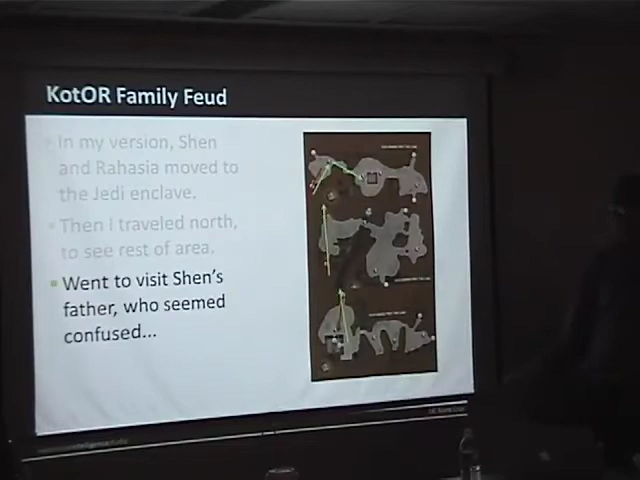 KotOR Family Feud
In my version, Shen
and Rahasia moved to
the Jedi enclave.
Then I traveled north,
to see rest of area.
Went to visit Shen's
father, who seemed
confused...